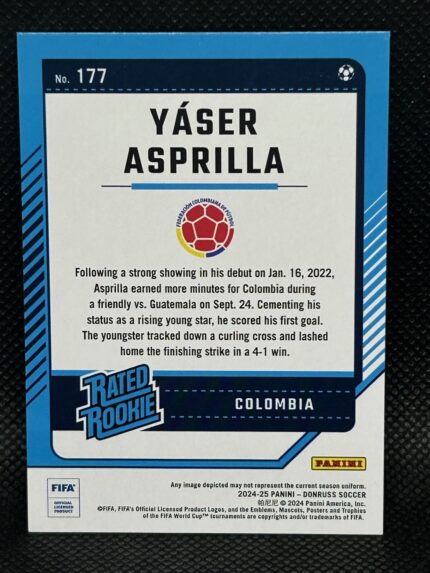 No. 177
YÁSER
ASPRILLA
FEDERACIÓN COLOMBIANA DE FÚTBOL
Following a strong showing in his debut on Jan. 16, 2022,
Asprilla earned more minutes for Colombia during
a friendly vs. Guatemala on Sept. 24. Cementing his
status as a rising young star, he scored his first goal.
The youngster tracked down a curling cross and lashed
home the finishing strike in a 4-1 win.
RATED
ROOKIE
COLOMBIA
PANINI
FIFA
OFFICIAL
LICENSED
PRODUCT
Any image depicted may not represent the current season uniform.
2024-25 PANINI – DONRUSS SOCCER
帕尼尼 © 2024 Panini America, Inc.
©FIFA, FIFA's Official Licensed Product Logos, and the Emblems, Mascots, Posters and Trophies
of the FIFA World Cup™ tournaments are copyrights and/or trademarks of FIFA.